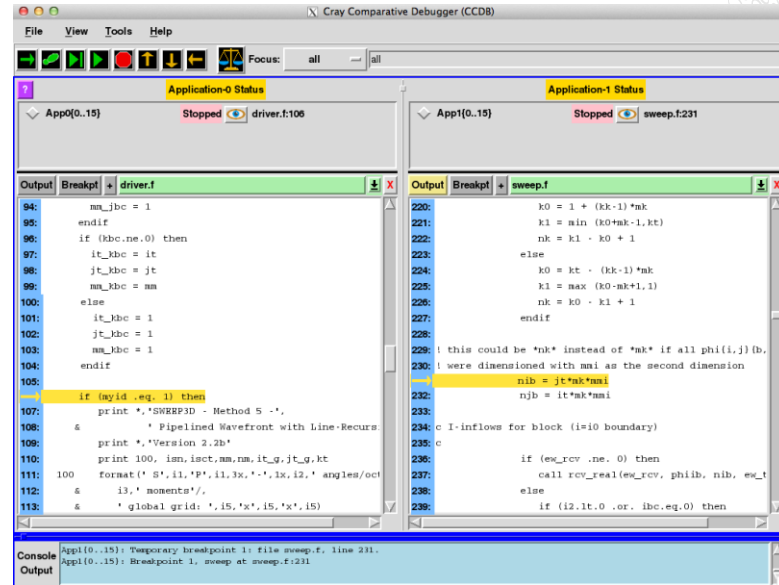 Cray Comparative Debugger (CCDB)
File View Tools Help
Focus: all all
? Application-0 Status
App0{0..15} Stopped driver.f:106
Output Breakpt + driver.f X
94: mm_jbc = 1
95: endif
96: if (kbc.ne.0) then
97: it_kbc = it
98: jt_kbc = jt
99: mm_kbc = mm
100: else
101: it_kbc = 1
102: jt_kbc = 1
103: mm_kbc = 1
104: endif
105:
if (myid .eq. 1) then
107: print *,'SWEEP3D - Method 5 -',
108: & ' Pipelined Wavefront with Line-Recurs:
109: print *,'Version 2.2b'
110: print 100, isn,isct,mm,nm,it_g,jt_g,kt
111: 100 format(' S',i1,'P',i1,3x,'-',1x,i2,' angles/oct
112: & i3,' moments'/,
113: & ' global grid: ',i5,'x',i5,'x',i5)
Application-1 Status
App1{0..15} Stopped sweep.f:231
Output Breakpt + sweep.f X
220: k0 = 1 + (kk-1)*mk
221: k1 = min (k0+mk-1,kt)
222: nk = k1 - k0 + 1
223: else
224: k0 = kt - (kk-1)*mk
225: k1 = max (k0-mk+1,1)
226: nk = k0 - k1 + 1
227: endif
228:
229: ! this could be *nk* instead of *mk* if all phi{i,j}{b,
230: ! were dimensioned with mmi as the second dimension
nib = jt*mk*mmi
232: njb = it*mk*mmi
233:
234: c I-inflows for block (i=i0 boundary)
235: c
236: if (ew_rcv .ne. 0) then
237: call rcv_real(ew_rcv, phiib, nib, ew_t
238: else
239: if (i2.lt.0 .or. ibc.eq.0) then
Console Output
App1{0..15}: Temporary breakpoint 1: file sweep.f, line 231.
App1{0..15}: Breakpoint 1, sweep at sweep.f:231